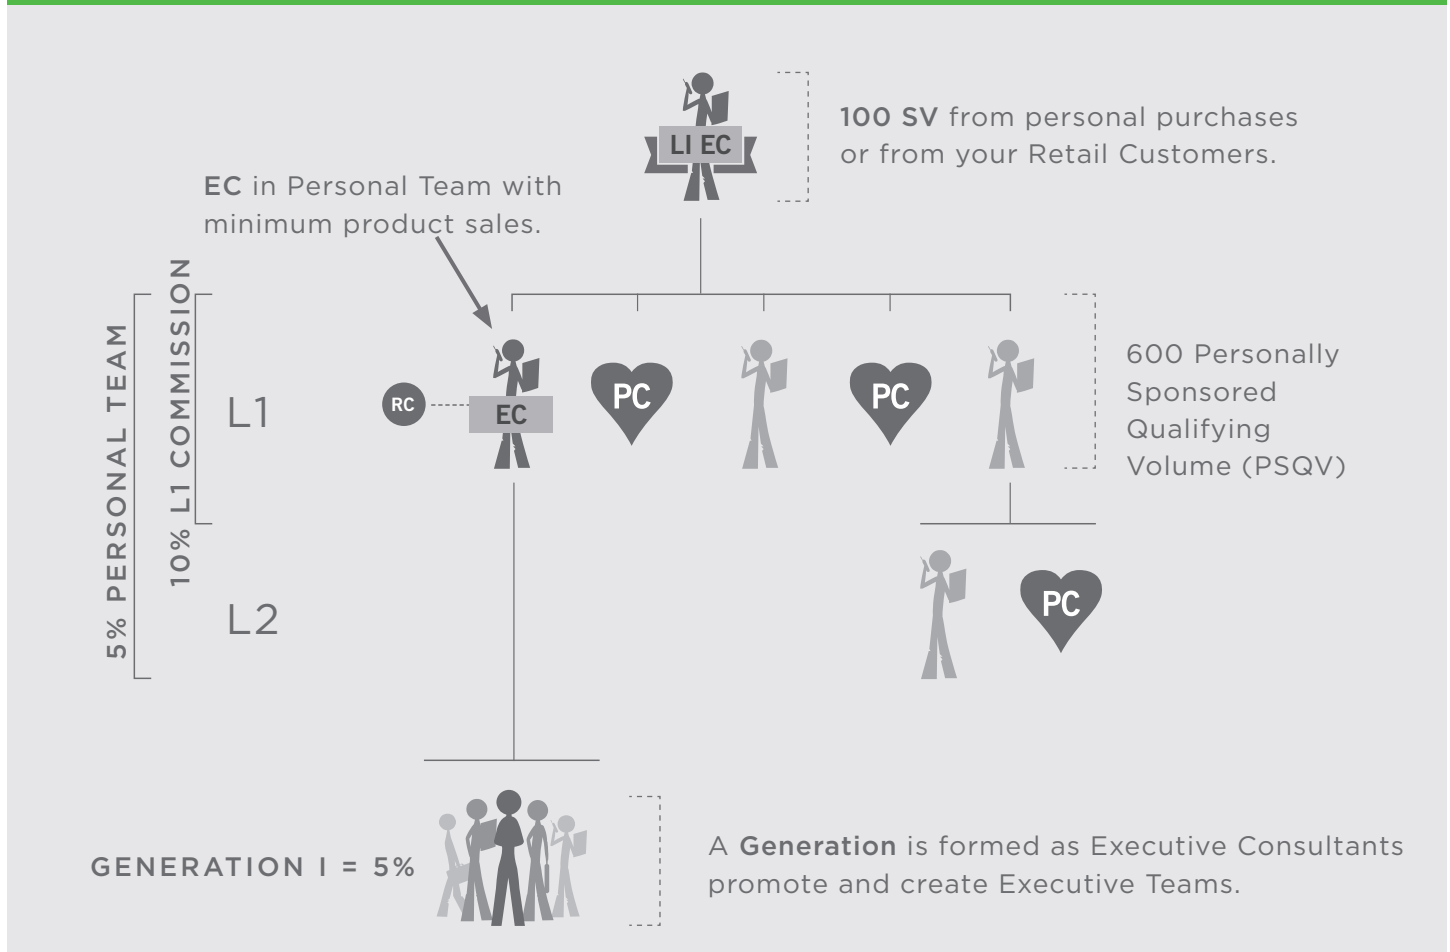 LI EC
100 SV from personal purchases
or from your Retail Customers.
EC in Personal Team with
minimum product sales.
5% PERSONAL TEAM
10% L1 COMMISSION
L1
RC
EC
PC
PC
600 Personally
Sponsored
Qualifying
Volume (PSQV)
L2
PC
GENERATION I = 5%
A Generation is formed as Executive Consultants
promote and create Executive Teams.